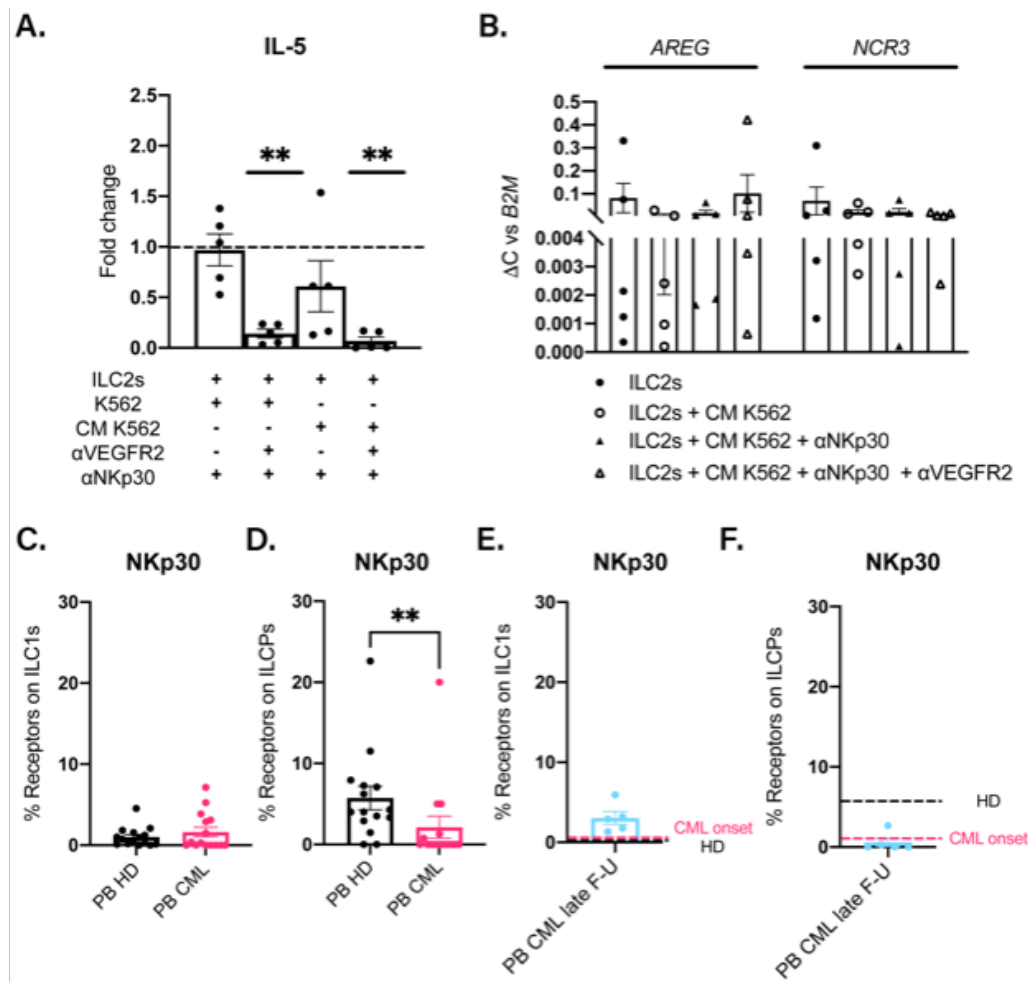 A.
IL-5
Fold change
2.5
2.0
1.5
1.0
0.5
0.0
** **
ILC2s + + + +
K562 + + - -
CM K562 - - + +
αVEGFR2 - + - +
αNKp30 + + + +
B.
AREG NCR3
ΔC vs B2M
0.5
0.4
0.3
0.2
0.1
0.004
0.003
0.002
0.001
0.000
ILC2s
ILC2s + CM K562
ILC2s + CM K562 + αNKp30
ILC2s + CM K562 + αNKp30 + αVEGFR2
C.
NKp30
% Receptors on ILC1s
30
20
10
0
PB HD
PB CML
D.
NKp30
% Receptors on ILCPs
30
20
10
0
**
PB HD
PB CML
E.
NKp30
% Receptors on ILC1s
30
20
10
0
CML onset
HD
PB CML late F-U
F.
NKp30
% Receptors on ILCPs
30
20
10
0
HD
CML onset
PB CML late F-U